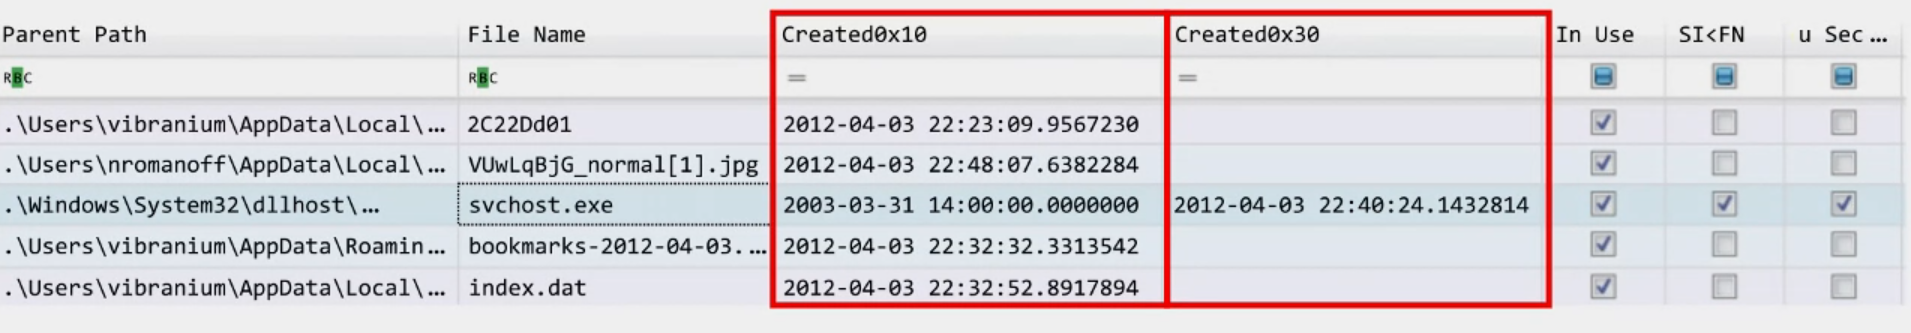 Parent Path File Name Created0x10 Created0x30 In Use SI<FN u Sec ...
RBC RBC = =
.\Users\vibranium\AppData\Local\... 2C22Dd01 2012-04-03 22:23:09.9567230
.\Users\nromanoff\AppData\Local\... VUwLqBjG_normal[1].jpg 2012-04-03 22:48:07.6382284
.\Windows\System32\dllhost\... svchost.exe 2003-03-31 14:00:00.0000000 2012-04-03 22:40:24.1432814
.\Users\vibranium\AppData\Roamin... bookmarks-2012-04-03. ... 2012-04-03 22:32:32.3313542
.\Users\vibranium\AppData\Local\... index.dat 2012-04-03 22:32:52.8917894